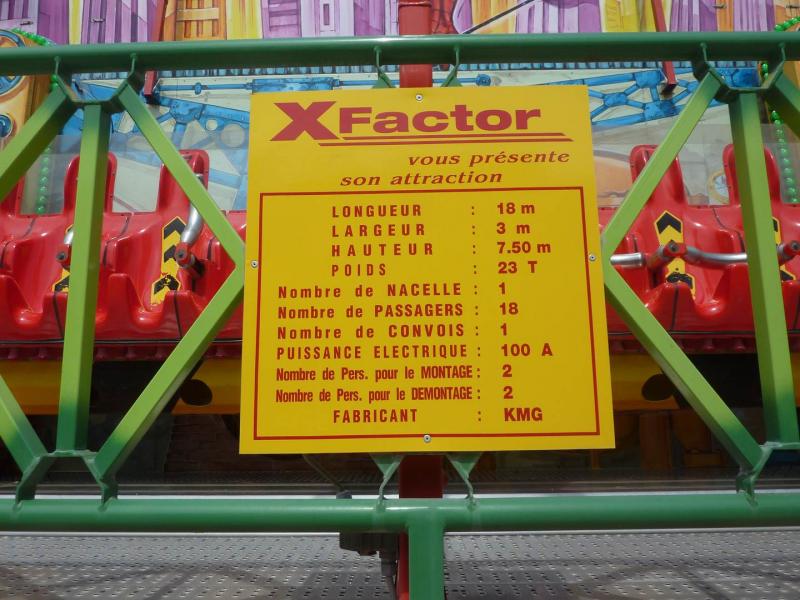 XFactor
vous présente
son attraction
LONGUEUR : 18 m
LARGEUR : 3 m
HAUTEUR : 7.50 m
POIDS : 23 T
Nombre de NACELLE : 1
Nombre de PASSAGERS : 18
Nombre de CONVOIS : 1
PUISSANCE ELECTRIQUE : 100 A
Nombre de Pers. pour le MONTAGE : 2
Nombre de Pers. pour le DEMONTAGE : 2
FABRICANT : KMG